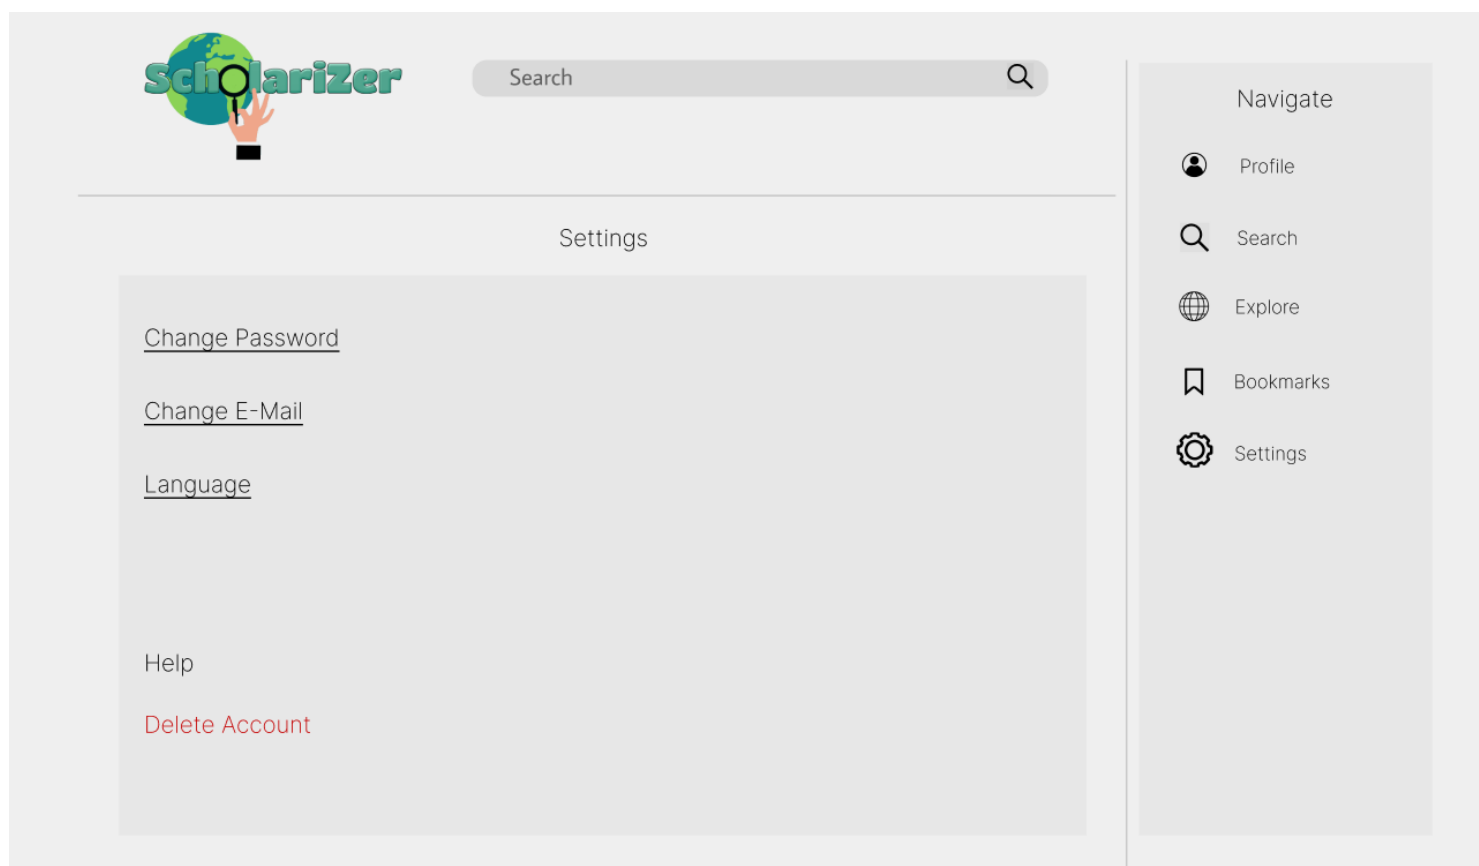 ScholariZer
Search
Settings
Change Password
Change E-Mail
Language
Help
Delete Account
Navigate
Profile
Search
Explore
Bookmarks
Settings